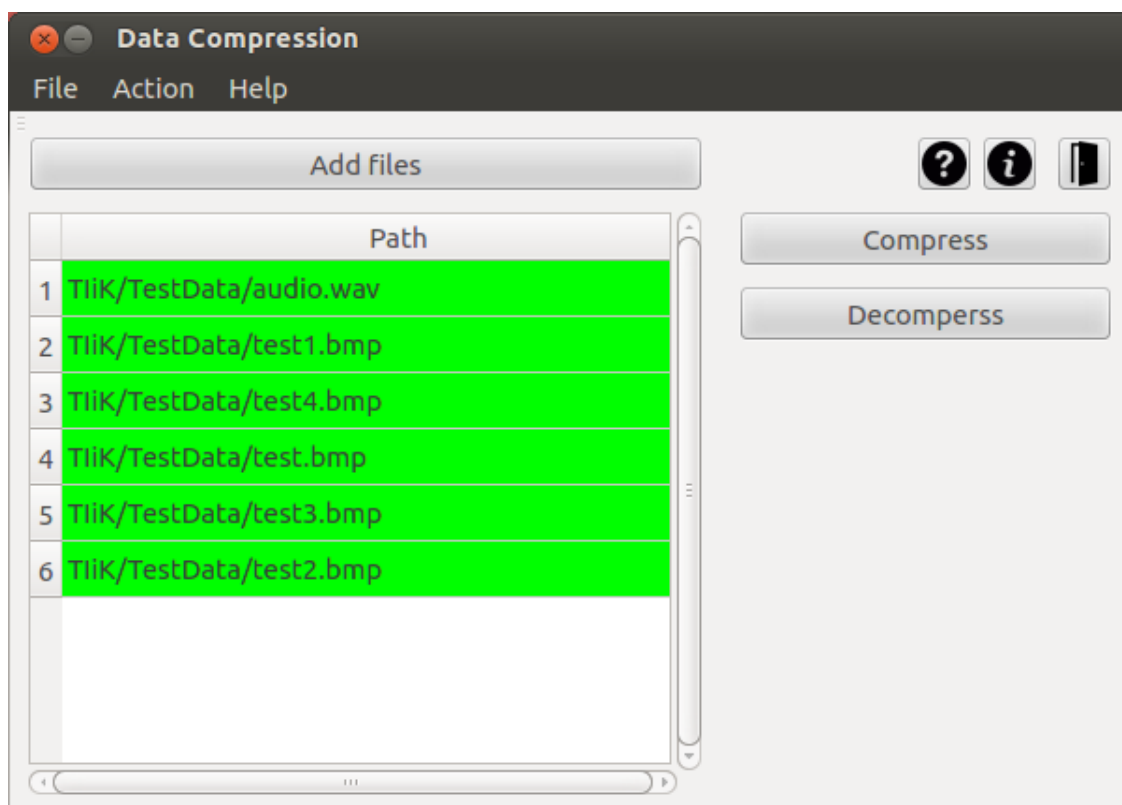 Data Compression
File Action Help
Add files
Path
Compress
Decomperss
1 TIiK/TestData/audio.wav
2 TIiK/TestData/test1.bmp
3 TIiK/TestData/test4.bmp
4 TIiK/TestData/test.bmp
5 TIiK/TestData/test3.bmp
6 TIiK/TestData/test2.bmp